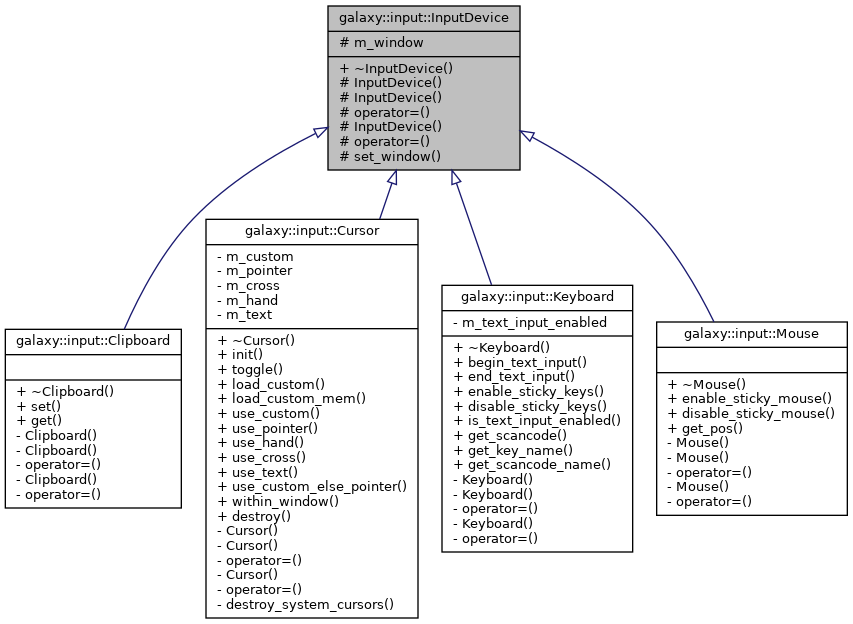 galaxy::input::InputDevice
# m_window
+ ~InputDevice()
# InputDevice()
# InputDevice()
# operator=()
# InputDevice()
# operator=()
# set_window()
galaxy::input::Clipboard
+ ~Clipboard()
+ set()
+ get()
- Clipboard()
- Clipboard()
- operator=()
- Clipboard()
- operator=()
galaxy::input::Cursor
- m_custom
- m_pointer
- m_cross
- m_hand
- m_text
+ ~Cursor()
+ init()
+ toggle()
+ load_custom()
+ load_custom_mem()
+ use_custom()
+ use_pointer()
+ use_hand()
+ use_cross()
+ use_text()
+ use_custom_else_pointer()
+ within_window()
+ destroy()
- Cursor()
- Cursor()
- operator=()
- Cursor()
- operator=()
- destroy_system_cursors()
galaxy::input::Keyboard
- m_text_input_enabled
+ ~Keyboard()
+ begin_text_input()
+ end_text_input()
+ enable_sticky_keys()
+ disable_sticky_keys()
+ is_text_input_enabled()
+ get_scancode()
+ get_key_name()
+ get_scancode_name()
- Keyboard()
- Keyboard()
- operator=()
- Keyboard()
- operator=()
galaxy::input::Mouse
+ ~Mouse()
+ enable_sticky_mouse()
+ disable_sticky_mouse()
+ get_pos()
- Mouse()
- Mouse()
- operator=()
- Mouse()
- operator=()